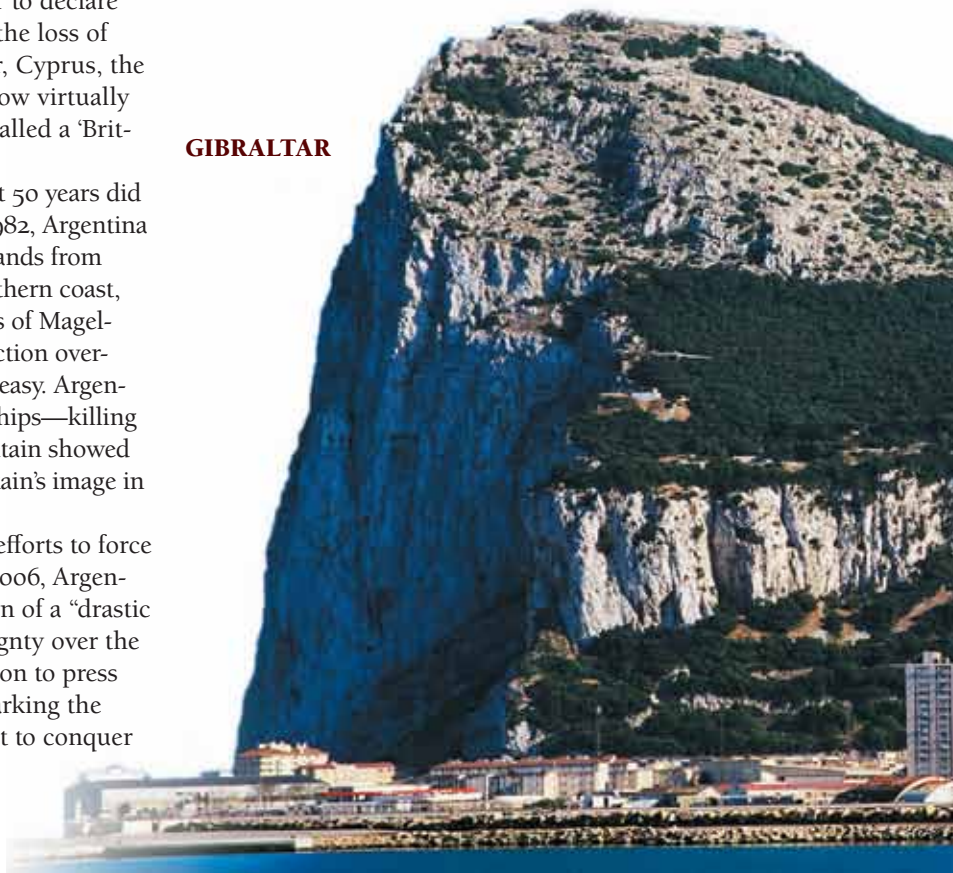 to declare
the loss of
, Cyprus, the
ow virtually
alled a ‘Brit-
t 50 years did
982, Argentina
ands from
thern coast,
s of Magel-
ction over-
easy. Argen-
hips—killing
tain showed
ain’s image in
efforts to force
006, Argen-
n of a “drastic
gnty over the
on to press
arking the
t to conquer
GIBRALTAR